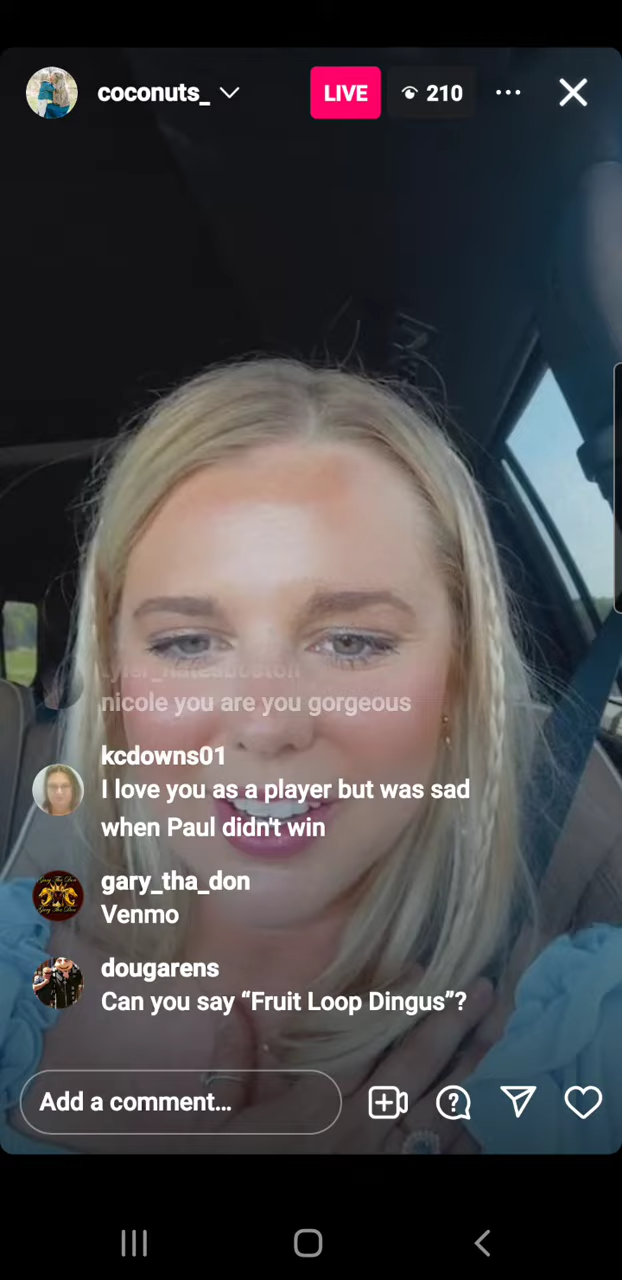 coconuts_
LIVE
210
tyler_hatesboston
nicole you are you gorgeous
kcdowns01
I love you as a player but was sad
when Paul didn't win
gary_tha_don
Venmo
dougarens
Can you say “Fruit Loop Dingus”?
Add a comment...